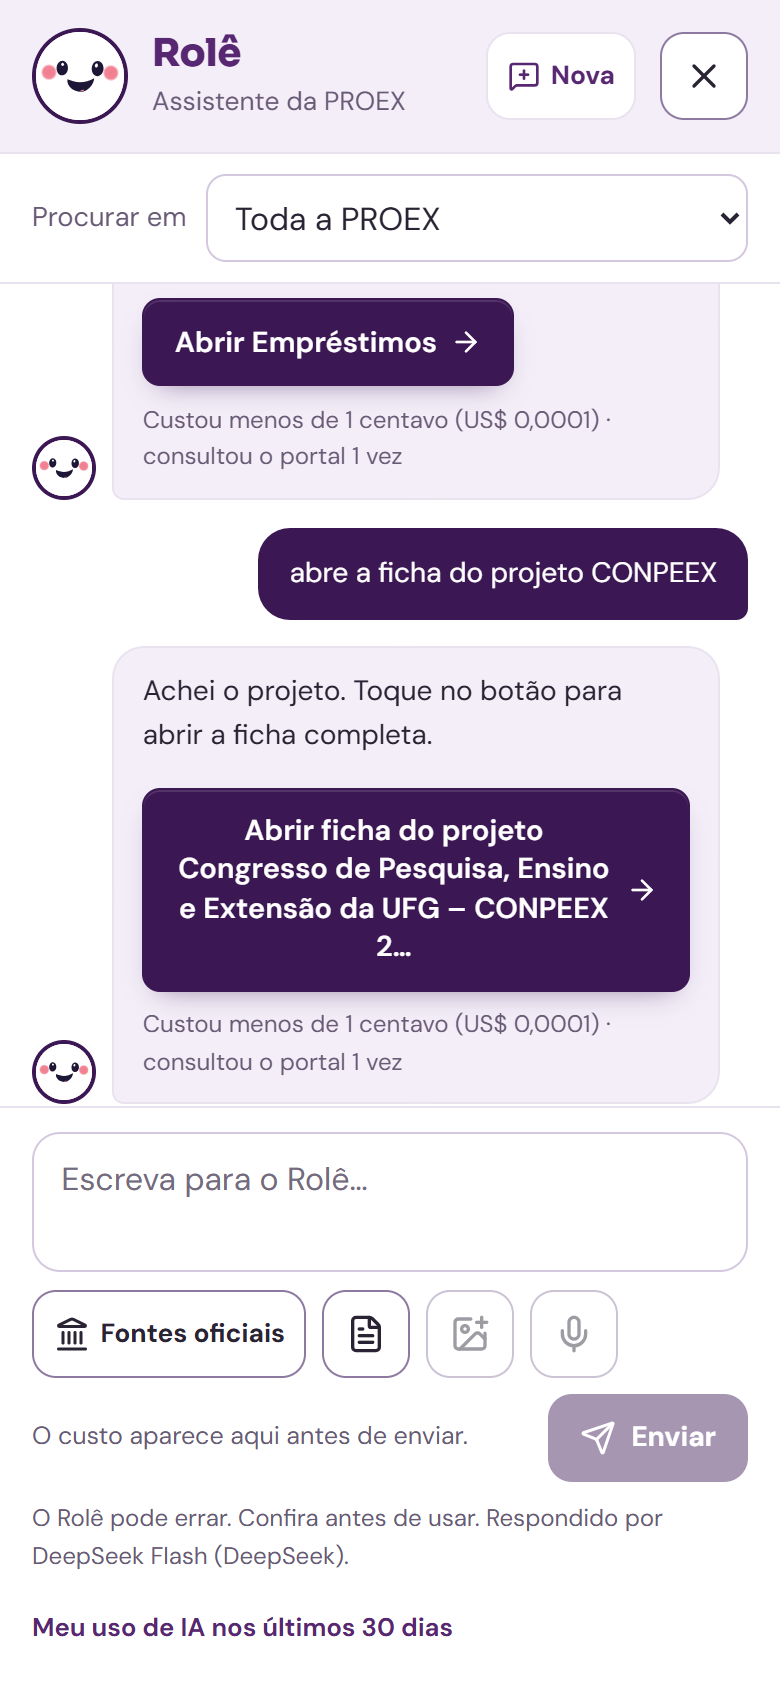 Rolê
Assistente da PROEX
Nova
Procurar em
Toda a PROEX
Abrir Empréstimos →
Custou menos de 1 centavo (US$ 0,0001) ·
consultou o portal 1 vez
abre a ficha do projeto CONPEEX
Achei o projeto. Toque no botão para
abrir a ficha completa.
Abrir ficha do projeto
Congresso de Pesquisa, Ensino
e Extensão da UFG – CONPEEX
2... →
Custou menos de 1 centavo (US$ 0,0001) ·
consultou o portal 1 vez
Escreva para o Rolê...
Fontes oficiais
O custo aparece aqui antes de enviar.
Enviar
O Rolê pode errar. Confira antes de usar. Respondido por
DeepSeek Flash (DeepSeek).
Meu uso de IA nos últimos 30 dias